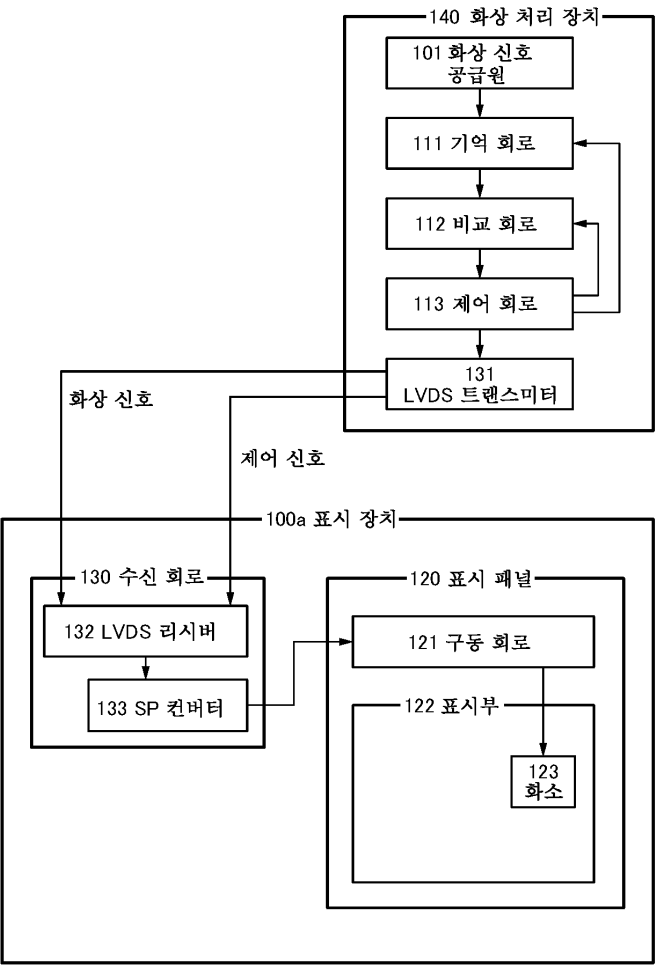 140 화상 처리 장치
101 화상 신호
공급원
111 기억 회로
112 비교 회로
113 제어 회로
131
LVDS 트랜스미터
화상 신호
제어 신호
100a 표시 장치
130 수신 회로
132 LVDS 리시버
133 SP 컨버터
120 표시 패널
121 구동 회로
122 표시부
123
화소